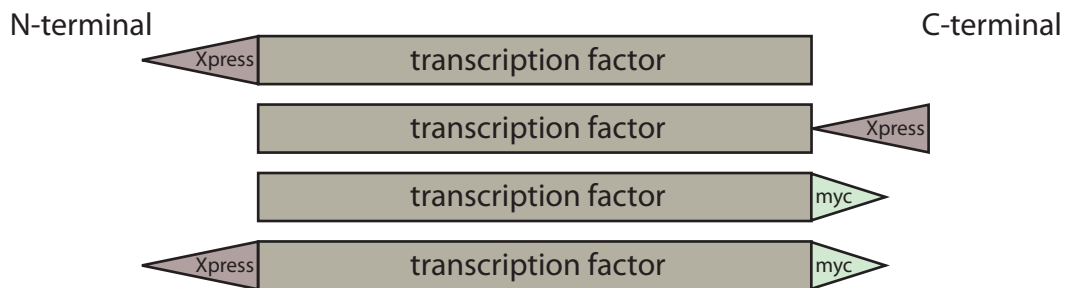 N-terminal C-terminal
Xpress transcription factor
transcription factor Xpress
transcription factor myc
Xpress transcription factor myc